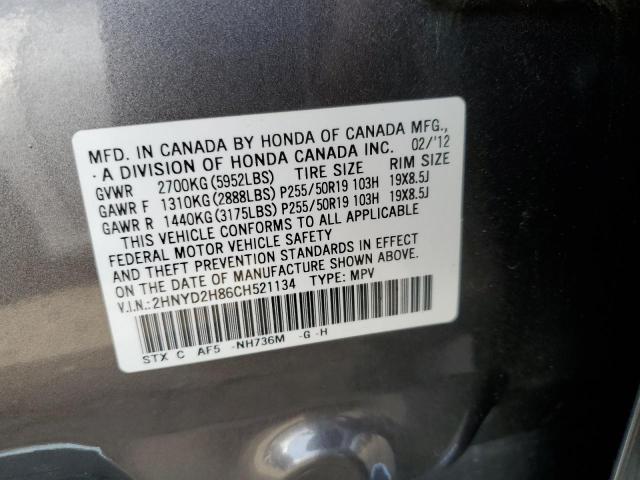 MFD. IN CANADA BY HONDA OF CANADA MFG.,
A DIVISION OF HONDA CANADA INC. 02/'12
GVWR 2700KG(5952LBS) TIRE SIZE RIM SIZE
GAWR F 1310KG(2888LBS) P255/50R19 103H 19X8.5J
GAWR R 1440KG(3175LBS) P255/50R19 103H 19X8.5J
THIS VEHICLE CONFORMS TO ALL APPLICABLE
FEDERAL MOTOR VEHICLE SAFETY
AND THEFT PREVENTION STANDARDS IN EFFECT
ON THE DATE OF MANUFACTURE SHOWN ABOVE.
V.I.N.:2HNYD2H86CH521134 TYPE: MPV
STX C AF5 -NH736M -G -H